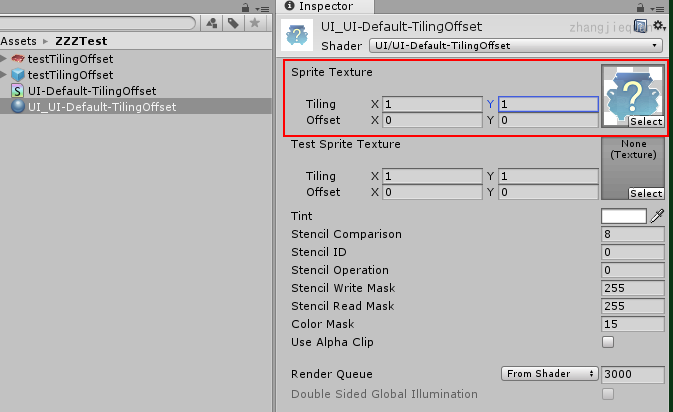 Assets ▸ ZZZTest
testTilingOffset
testTilingOffset
UI-Default-TilingOffset
UI_UI-Default-TilingOffset
Inspector
UI_UI-Default-TilingOffset
Shader UI/UI-Default-TilingOffset
Sprite Texture
Tiling X 1 Y 1
Offset X 0 Y 0
Select
Test Sprite Texture
None
(Texture)
Tiling X 1 Y 1
Offset X 0 Y 0
Select
Tint
Stencil Comparison 8
Stencil ID 0
Stencil Operation 0
Stencil Write Mask 255
Stencil Read Mask 255
Color Mask 15
Use Alpha Clip
Render Queue From Shader 3000
Double Sided Global Illumination